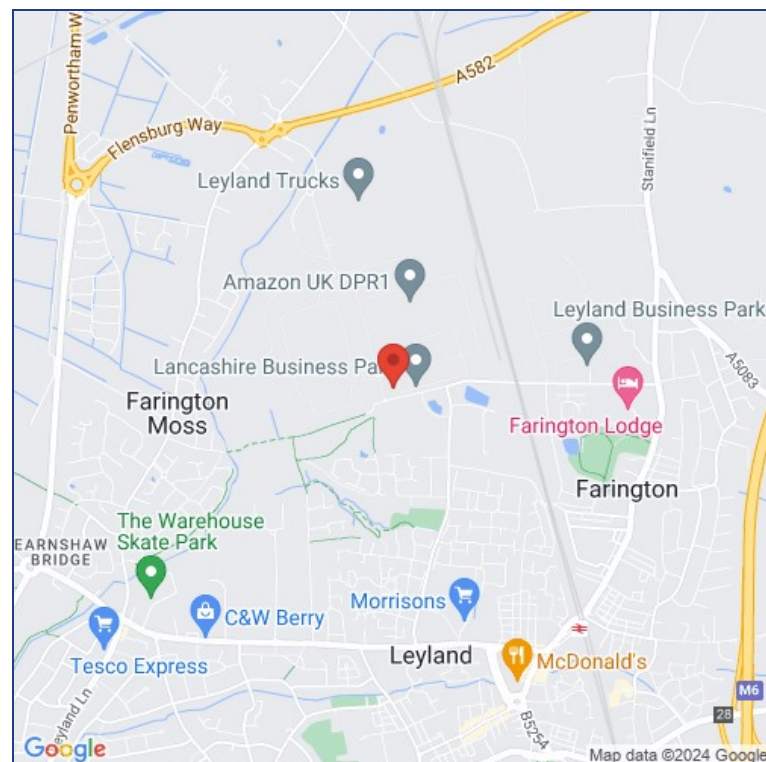 Penwortham W
A582
Flensburg Way
Stanifield Ln
Leyland Trucks
Amazon UK DPR1
Leyland Business Park
Lancashire Business Par
A5083
Farington
Moss
Farington Lodge
Farington
The Warehouse
Skate Park
EARNSHAW
BRIDGE
Morrisons
C&W Berry
Tesco Express
Leyland
McDonald's
M6
28
eyland Ln
B5254
Google
Map data ©2024 Google